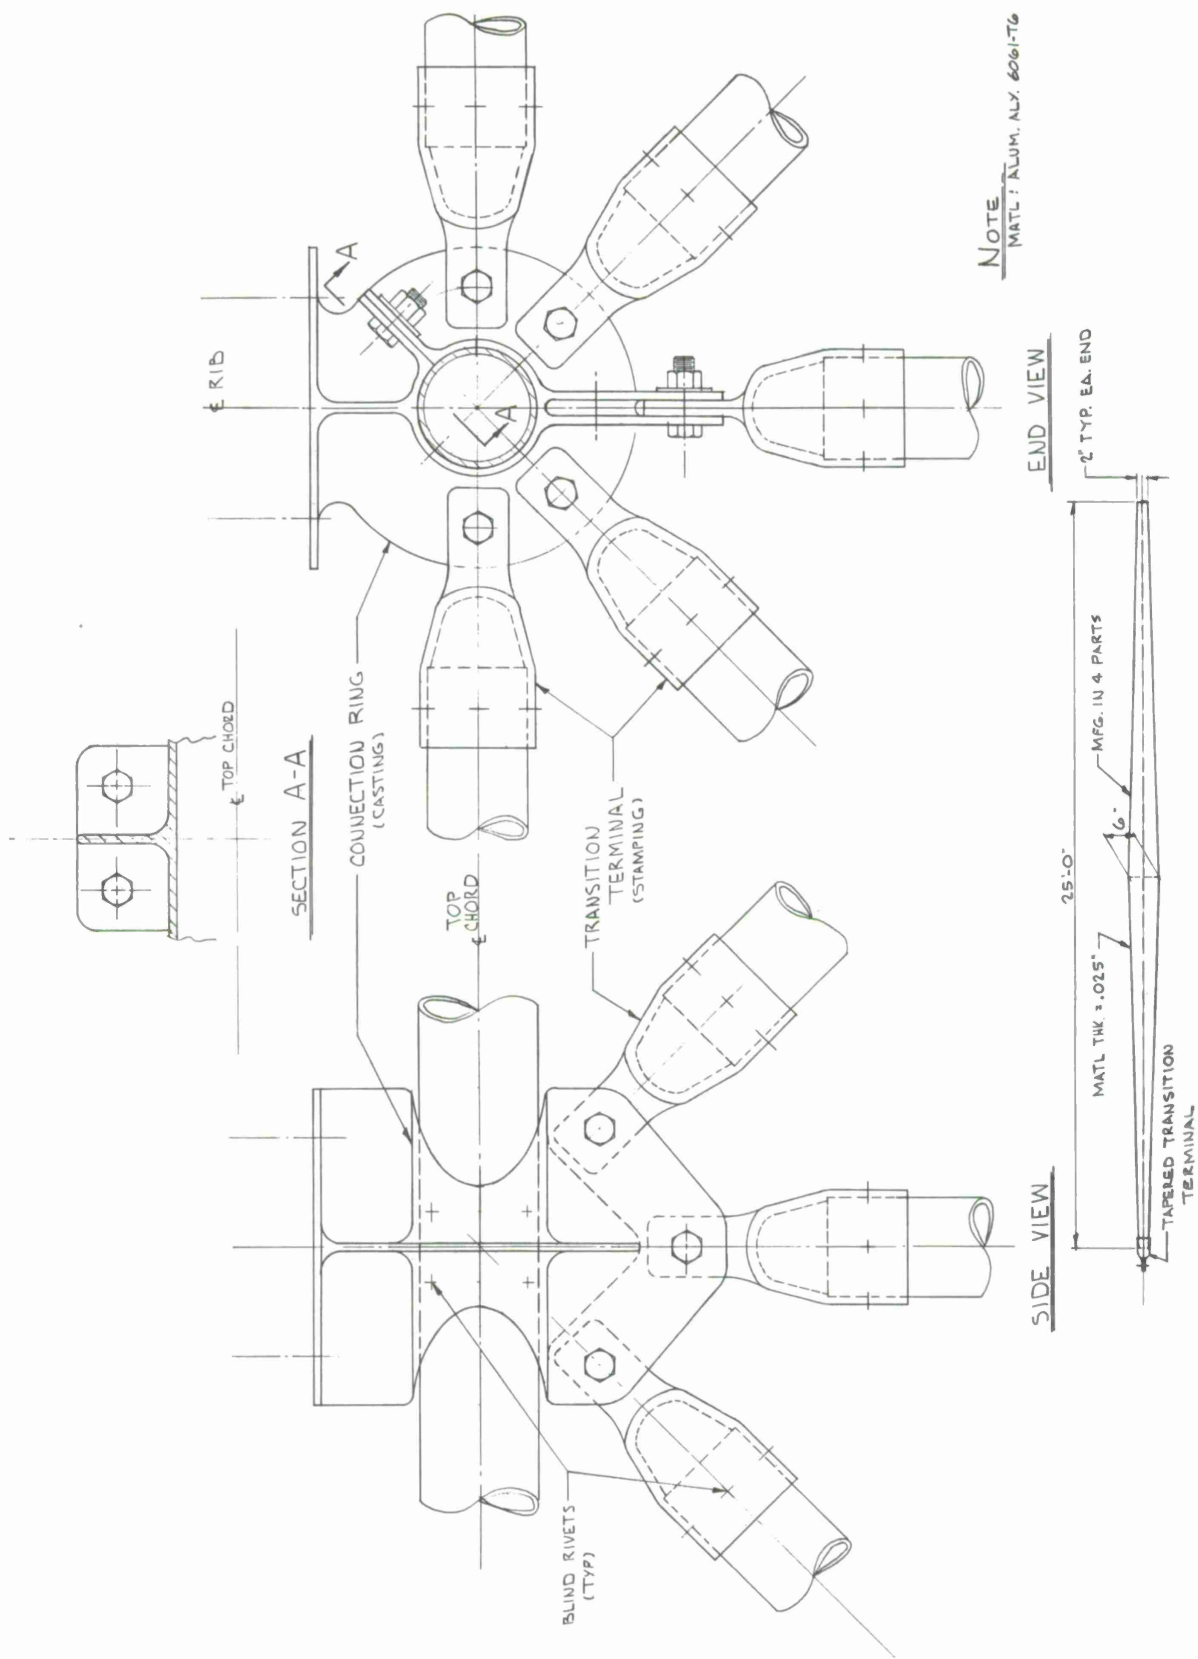 SECTION A-A
℄ TOP CHORD
℄ RIB
A
A
CONNECTION RING
(CASTING)
TOP
℄ CHORD
TRANSITION
TERMINAL
(STAMPING)
BLIND RIVETS
(TYP)
SIDE VIEW
END VIEW
NOTE
MATL : ALUM. ALY. 6061-T6
25'-0"
2" TYP. EA. END
MATL THK = .025"
6"
MFG. IN 4 PARTS
TAPERED TRANSITION
TERMINAL